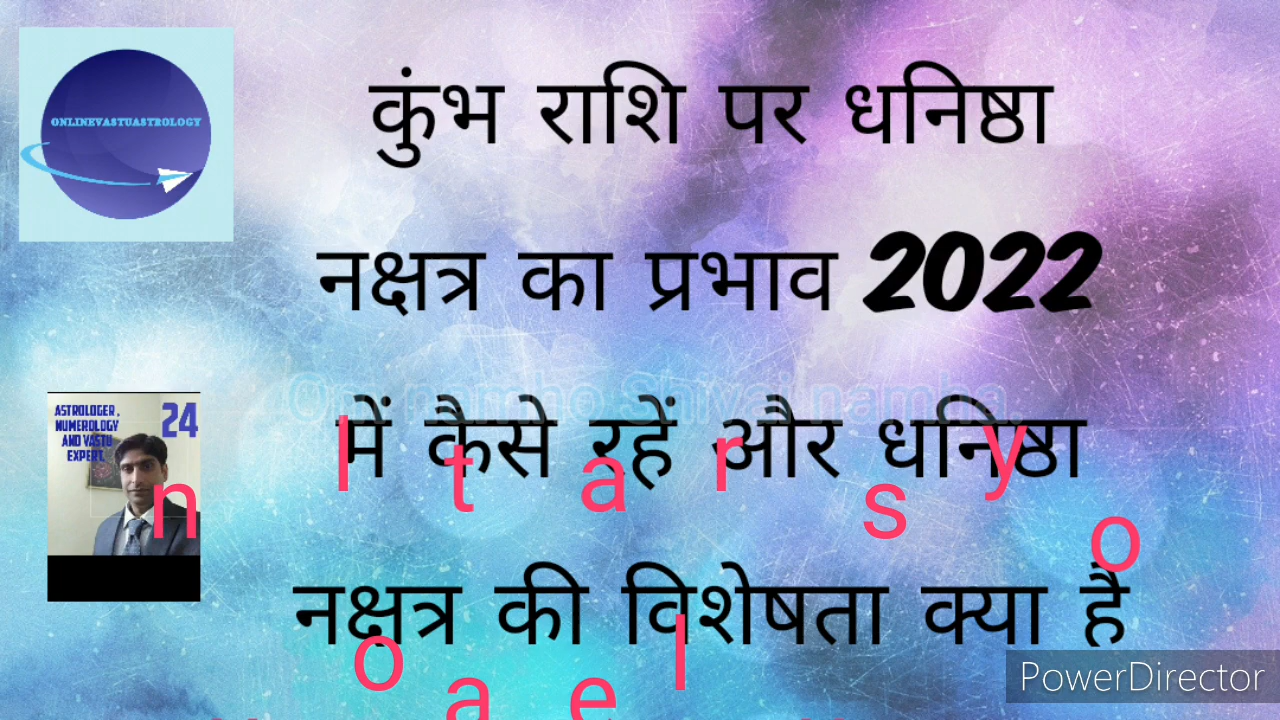 ONLINEVASTUASTROLOGY
कुंभ राशि पर धनिष्ठा
नक्षत्र का प्रभाव 2022
में कैसे रहें और धनिष्ठा
नक्षत्र की विशेषता क्या है
ASTROLOGER,
NUMEROLOGY
AND VASTU
EXPERT.
24
n l t a r s y o
o a e l
PowerDirector